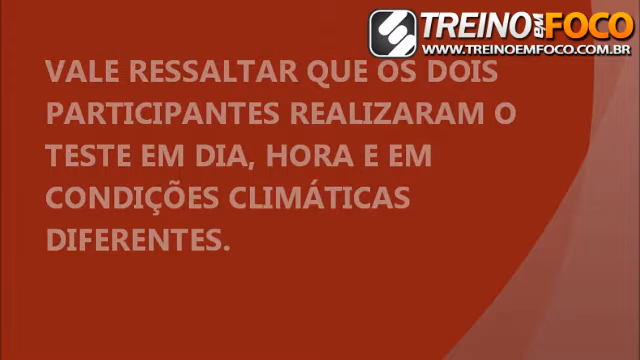 TREINO EM FOCO
WWW.TREINOEMFOCO.COM.BR
VALE RESSALTAR QUE OS DOIS
PARTICIPANTES REALIZARAM O
TESTE EM DIA, HORA E EM
CONDIÇÕES CLIMÁTICAS
DIFERENTES.